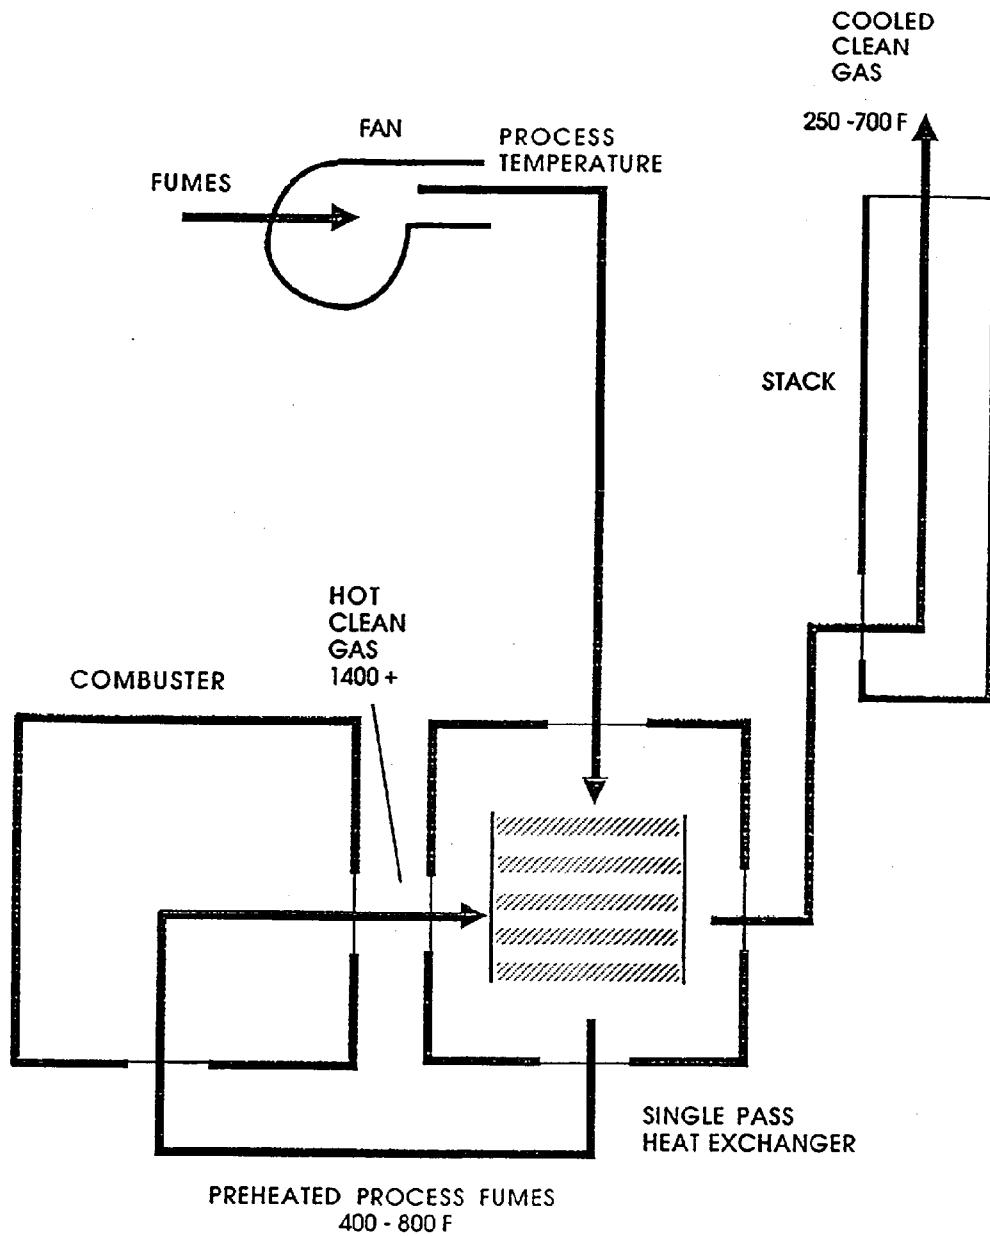 COOLED
CLEAN
GAS
250 -700 F
FAN
PROCESS
TEMPERATURE
FUMES
STACK
HOT
CLEAN
GAS
1400 +
COMBUSTER
SINGLE PASS
HEAT EXCHANGER
PREHEATED PROCESS FUMES
400 - 800 F